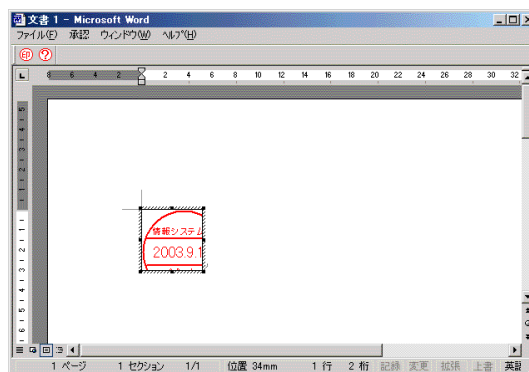 文書 1 - Microsoft Word
ファイル(F) 承認 ウィンドウ(W) ヘルプ(H)
印 ?
L 8 6 4 2 2 4 6 8 10 12 14 16 18 20 22 24 26 28 30 32
情報システム
2003.9.1
1 ページ 1 セクション 1/1 位置 34mm 1 行 2 桁 記録 変更 拡張 上書 英語